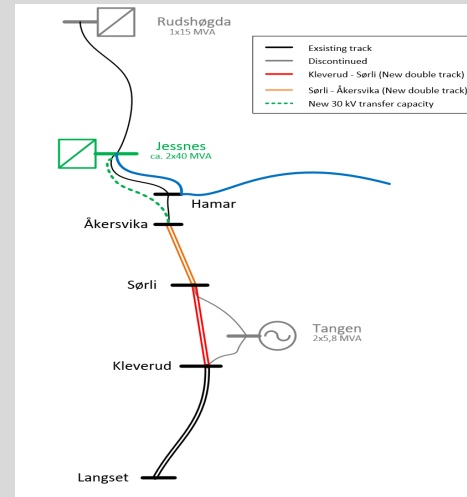 Rudshøgda
1x15 MVA
Exsisting track
Discontinued
Kleverud - Sørli (New double track)
Sørli - Åkersvika (New double track)
New 30 kV transfer capacity
Jessnes
ca. 2x40 MVA
Hamar
Åkersvika
Sørli
Tangen
2x5,8 MVA
Kleverud
Langset